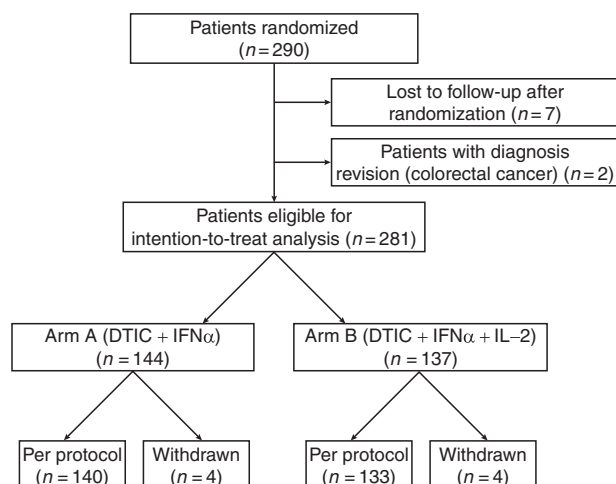 Patients randomized
(n=290)
Lost to follow-up after
randomization (n=7)
Patients with diagnosis
revision (colorectal cancer) (n=2)
Patients eligible for
intention-to-treat analysis (n=281)
Arm A (DTIC + IFNα)
(n=144)
Arm B (DTIC + IFNα + IL–2)
(n=137)
Per protocol
(n=140)
Withdrawn
(n=4)
Per protocol
(n=133)
Withdrawn
(n=4)